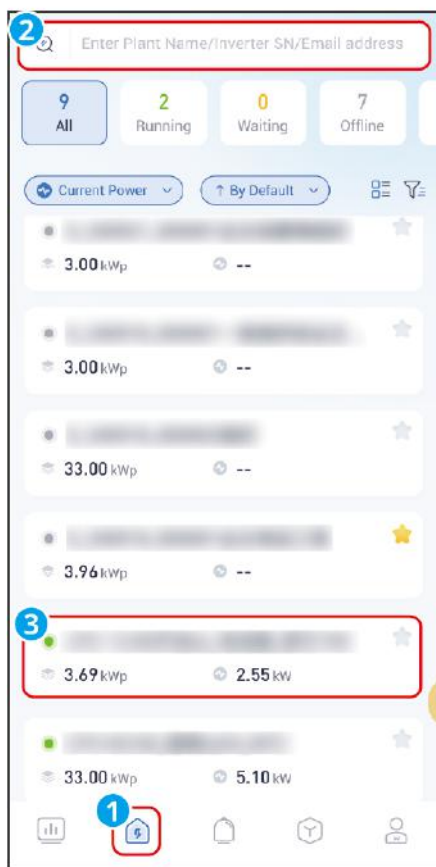 2
Enter Plant Name/Inverter SN/Email address
9 2 0 7
All Running Waiting Offline
Current Power ↑ By Default
3.00 kWp --
3.00 kWp --
33.00 kWp --
3.96 kWp --
3
3.69 kWp 2.55 kW
33.00 kWp 5.10 kW
1